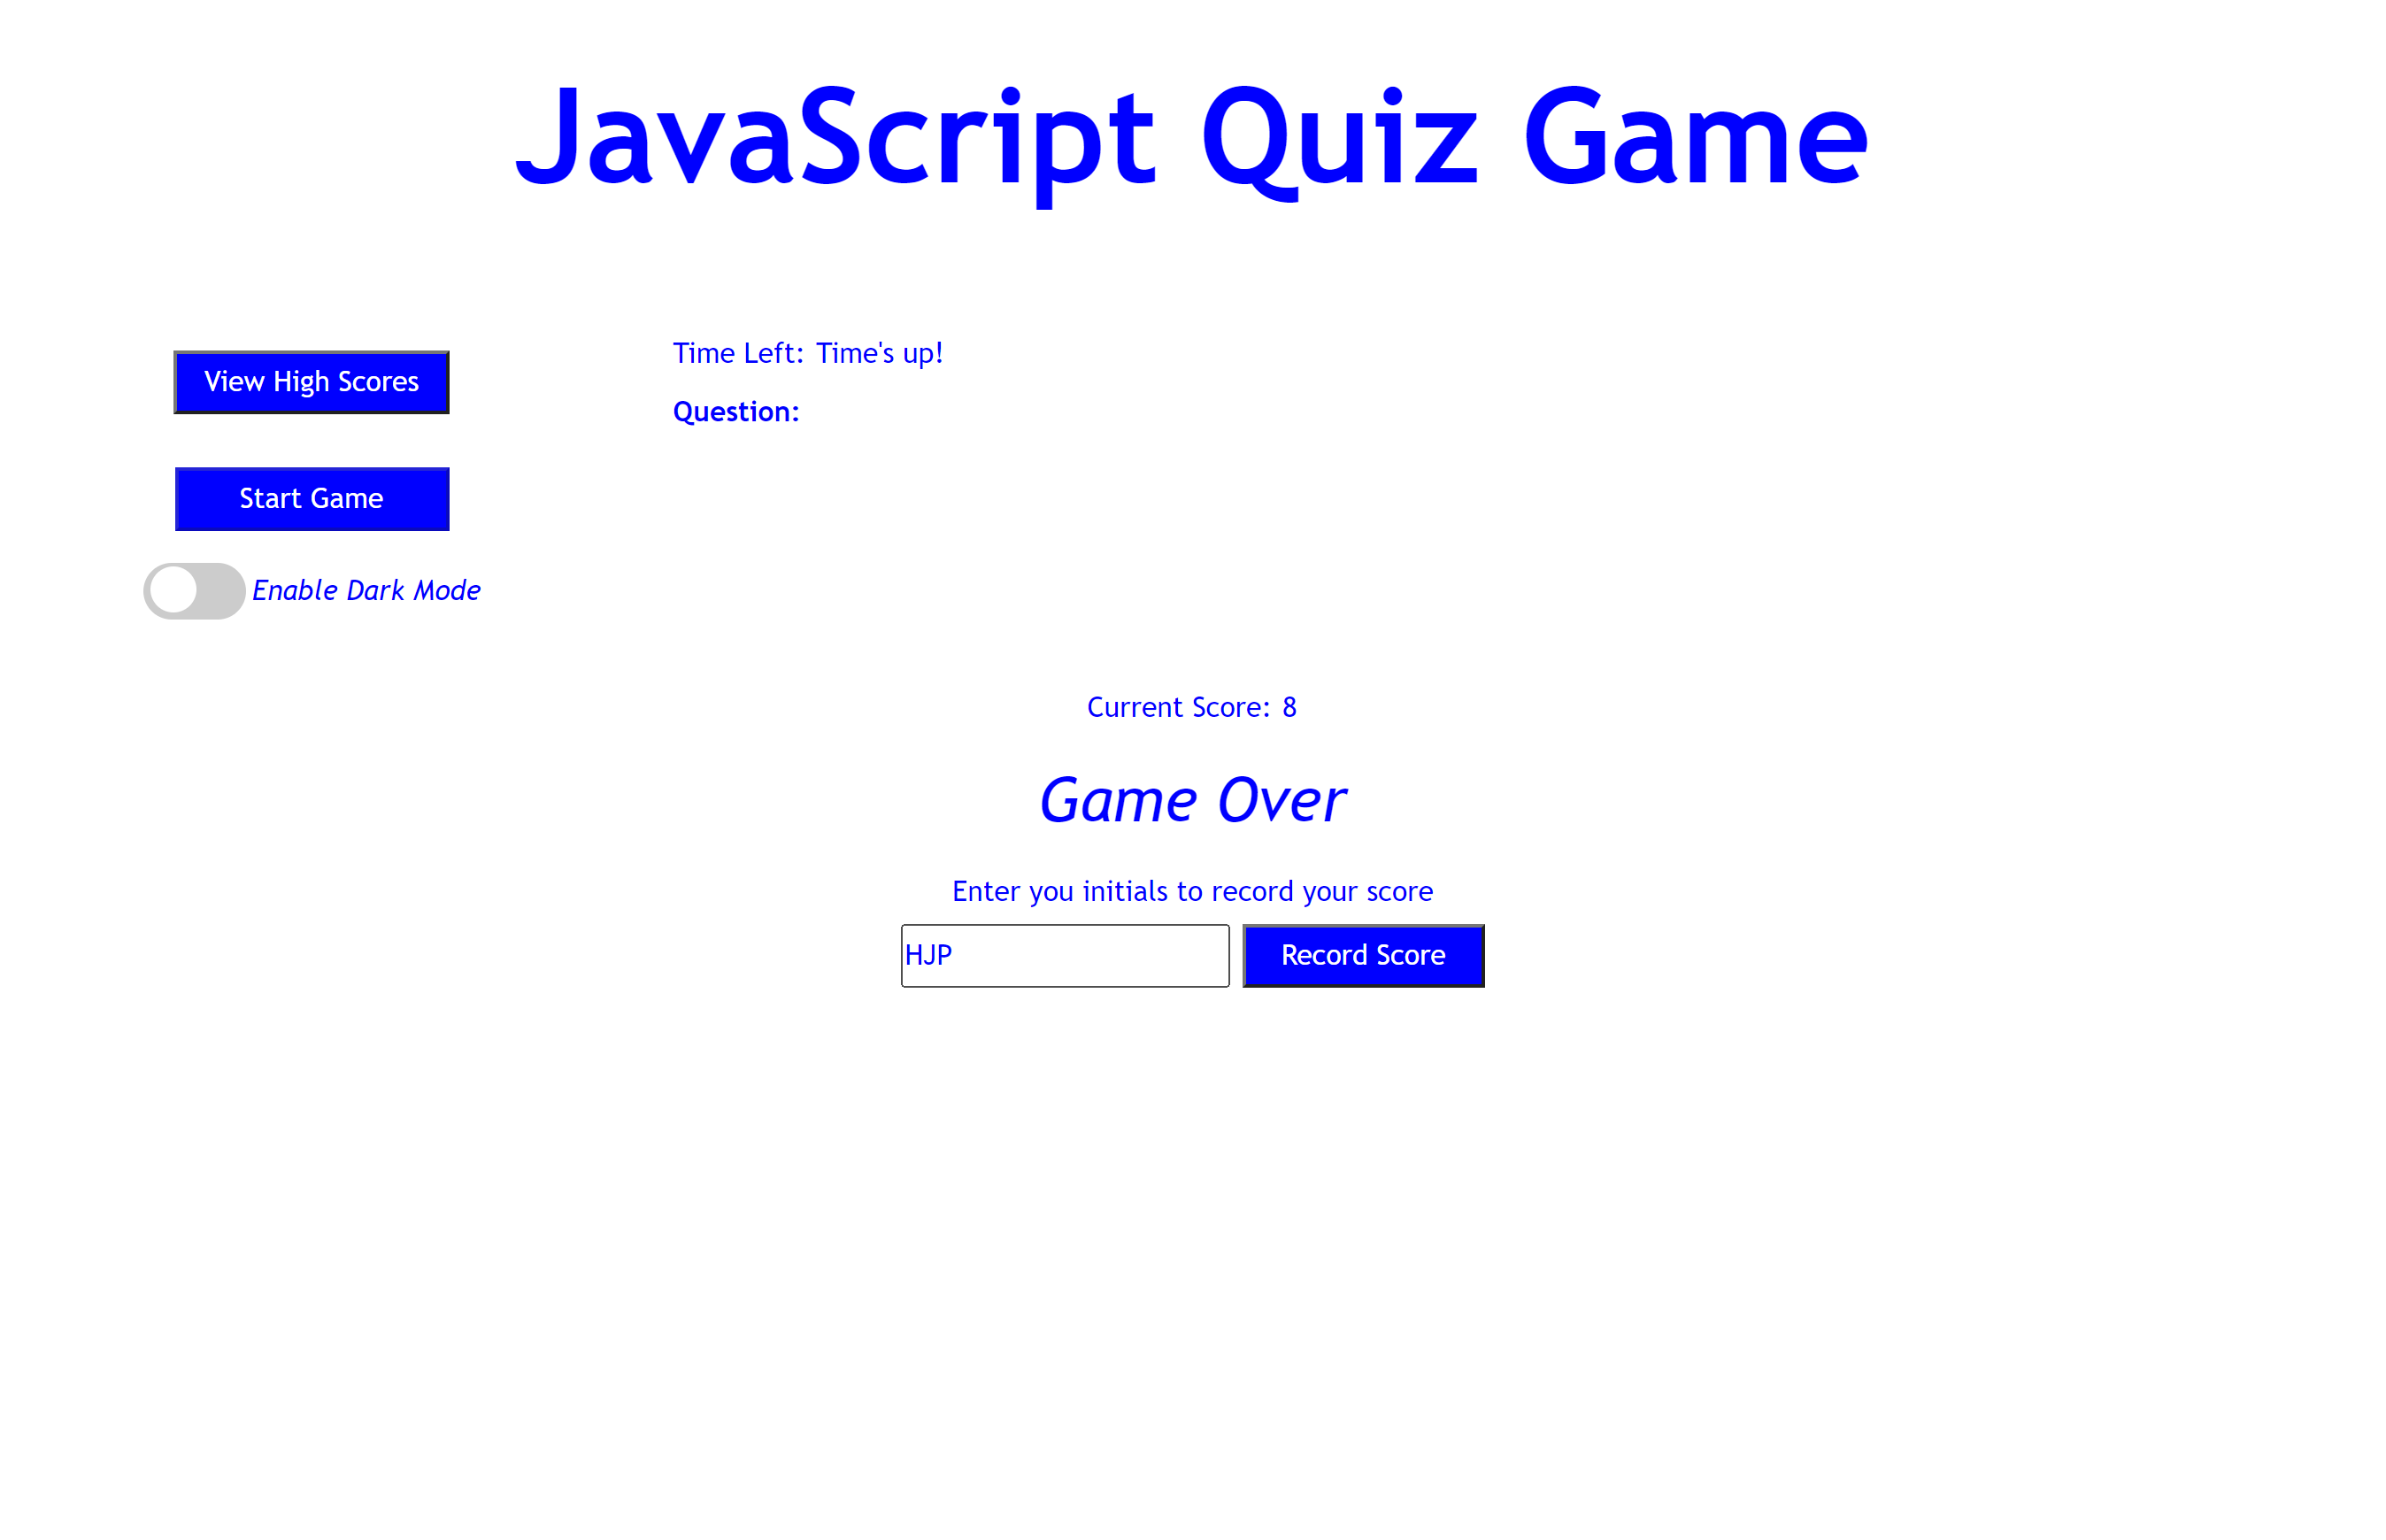 JavaScript Quiz Game
View High Scores
Start Game
Enable Dark Mode
Time Left: Time's up!
Question:
Current Score: 8
Game Over
Enter you initials to record your score
HJP
Record Score